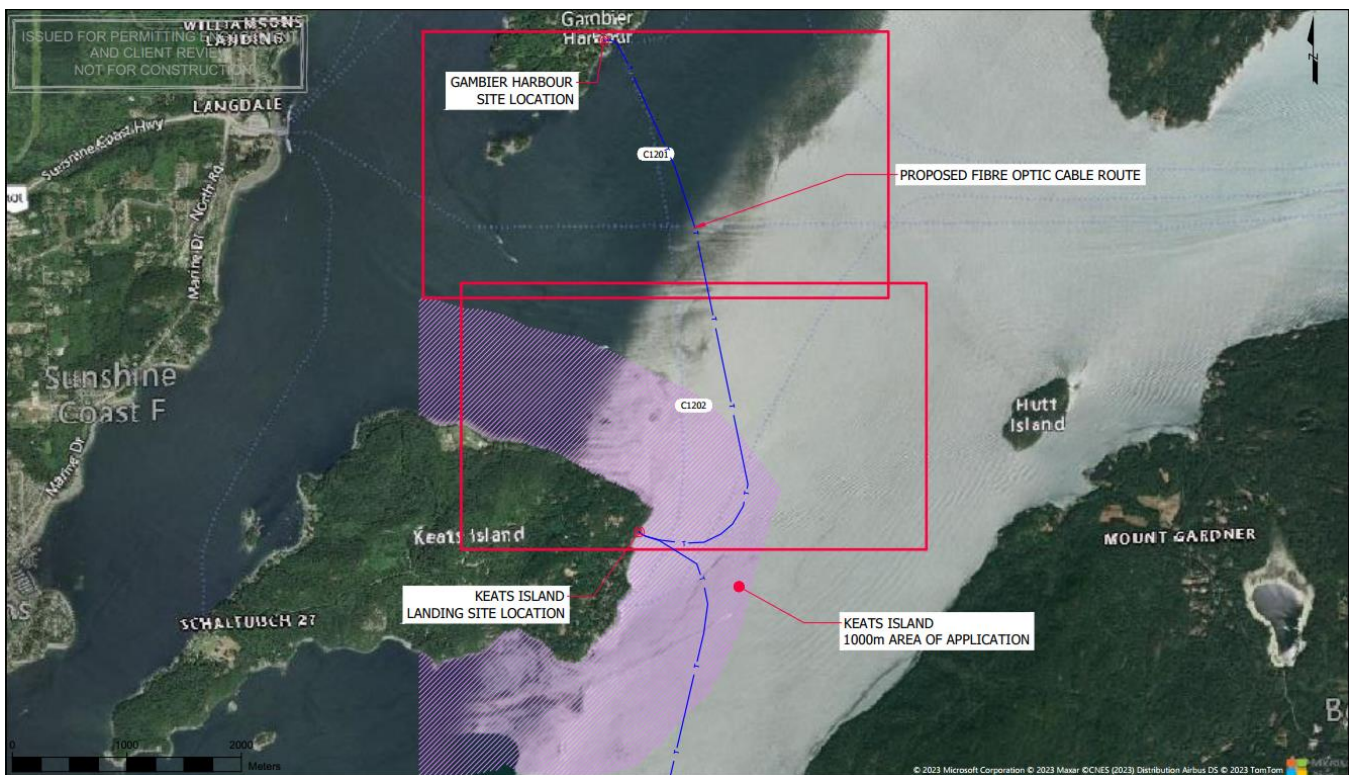 WILLIAMSONS
LANDING
ISSUED FOR PERMITTING ENGAGEMENT
AND CLIENT REVIEW
NOT FOR CONSTRUCTION
Gambier
Harbour
N
GAMBIER HARBOUR
SITE LOCATION
LANGDALE
Sunshine Coast Hwy
North Rd
Marine Dr
C1201
PROPOSED FIBRE OPTIC CABLE ROUTE
T
T
T
T
Sunshine
Coast F
Marine Dr
C1202
T
T
Hutt
Island
Keats Island
T
MOUNT GARDNER
KEATS ISLAND
LANDING SITE LOCATION
T
KEATS ISLAND
1000m AREA OF APPLICATION
SCHALTUUCH 27
T
T
T
0 1000 2000
Meters
© 2023 Microsoft Corporation © 2023 Maxar ©CNES (2023) Distribution Airbus DS © 2023 TomTom